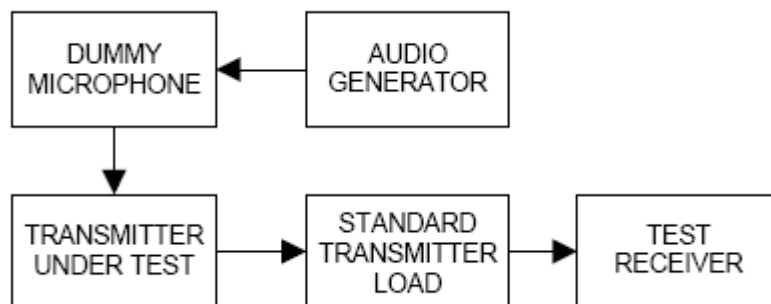 DUMMY
MICROPHONE
AUDIO
GENERATOR
TRANSMITTER
UNDER TEST
STANDARD
TRANSMITTER
LOAD
TEST
RECEIVER